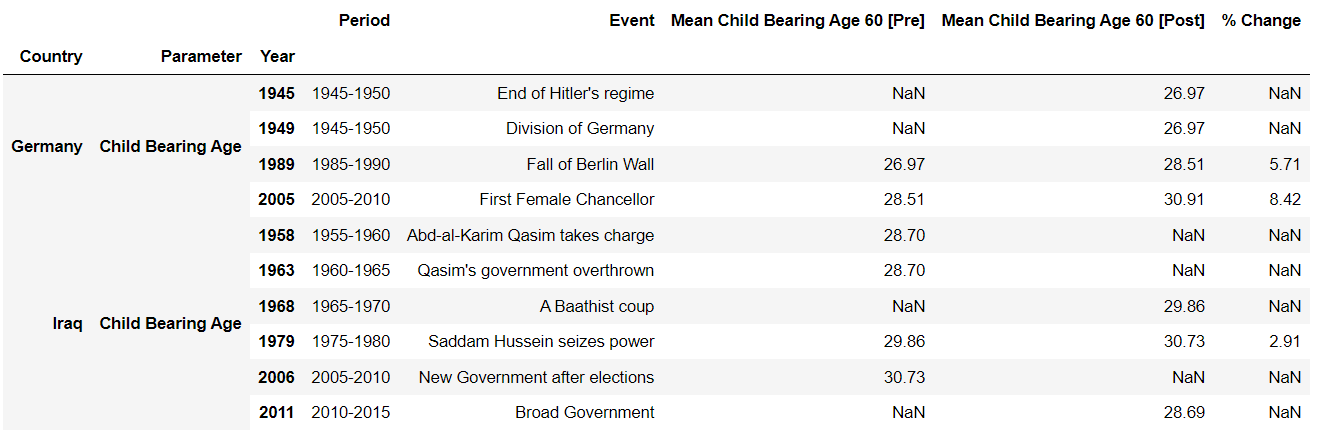 Period Event Mean Child Bearing Age 60 [Pre] Mean Child Bearing Age 60 [Post] % Change
Country Parameter Year
1945 1945-1950 End of Hitler's regime NaN 26.97 NaN
1949 1945-1950 Division of Germany NaN 26.97 NaN
Germany Child Bearing Age
1989 1985-1990 Fall of Berlin Wall 26.97 28.51 5.71
2005 2005-2010 First Female Chancellor 28.51 30.91 8.42
1958 1955-1960 Abd-al-Karim Qasim takes charge 28.70 NaN NaN
1963 1960-1965 Qasim's government overthrown 28.70 NaN NaN
1968 1965-1970 A Baathist coup NaN 29.86 NaN
Iraq Child Bearing Age
1979 1975-1980 Saddam Hussein seizes power 29.86 30.73 2.91
2006 2005-2010 New Government after elections 30.73 NaN NaN
2011 2010-2015 Broad Government NaN 28.69 NaN